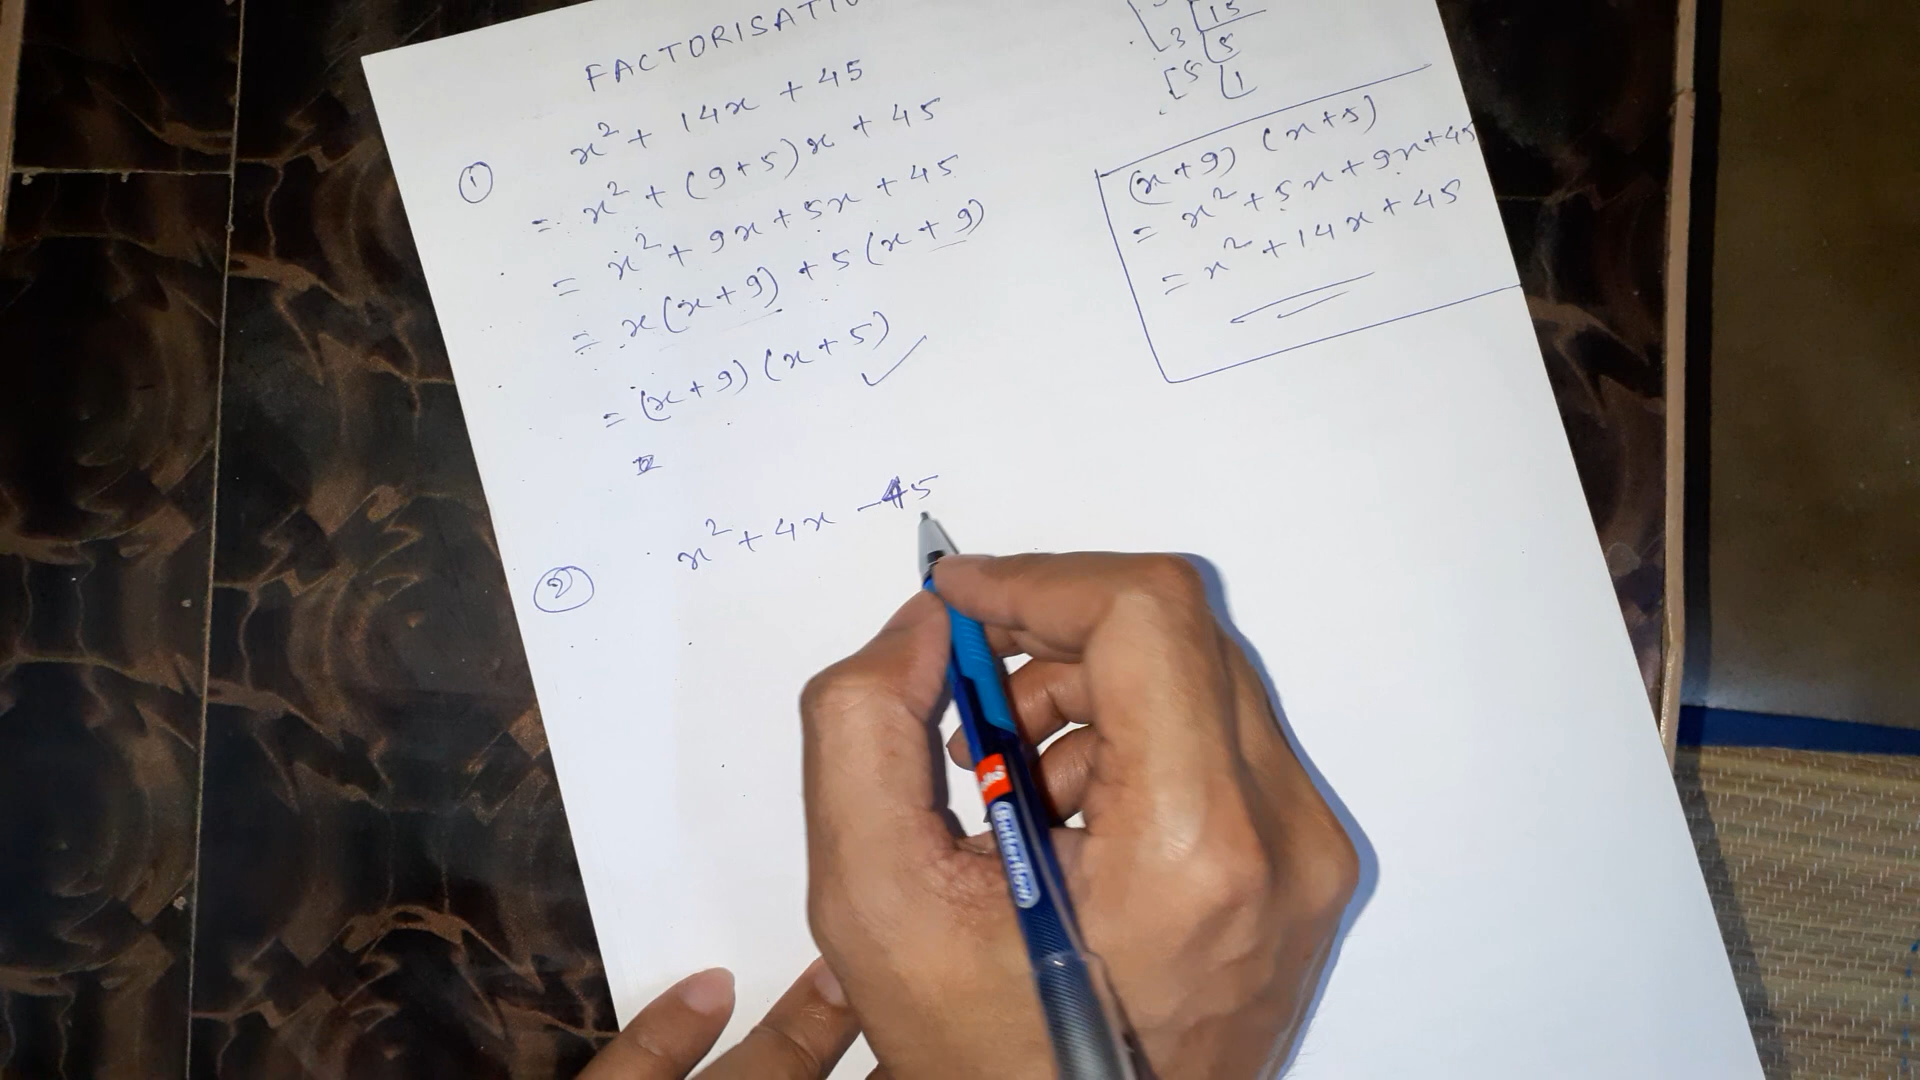 FACTORISATI
① x² + 14x + 45
= x² + (9+5)x + 45
= x² + 9x + 5x + 45
= x(x+9) + 5(x+9)
= (x+9) (x+5)
② x² + 4x - 45
15
3 5
5 1
(x+9) (x+5)
= x² + 5x + 9x + 45
= x² + 14x + 45
Butterflow